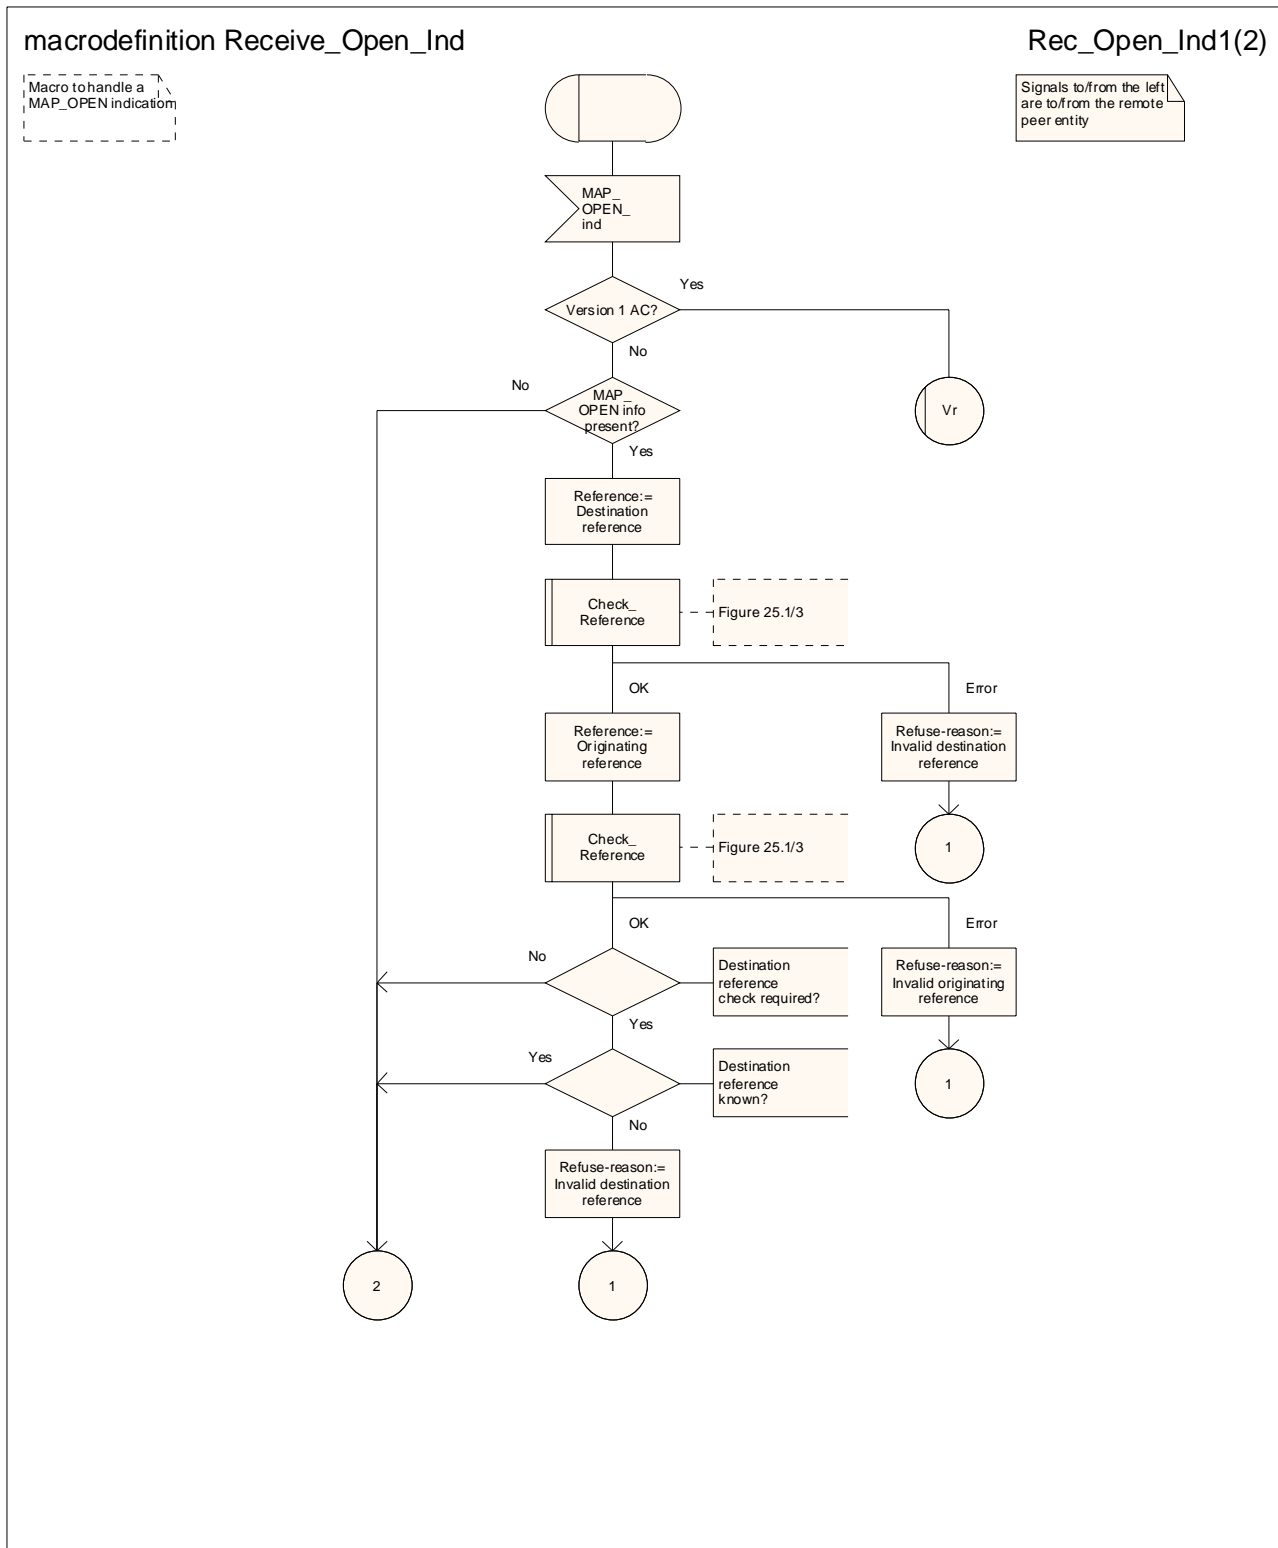 macrodefinition Receive_Open_Ind
Rec_Open_Ind1(2)
Macro to handle a
MAP_OPEN indication
Signals to/from the left
are to/from the remote
peer entity
MAP_
OPEN_
ind
Yes
Version 1 AC?
No
No
MAP_
OPEN info
present?
Vr
Yes
Reference:=
Destination
reference
Check_
Reference
Figure 25.1/3
OK
Error
Reference:=
Originating
reference
Refuse-reason:=
Invalid destination
reference
Check_
Reference
Figure 25.1/3
1
OK
Error
No
Destination
reference
check required?
Refuse-reason:=
Invalid originating
reference
Yes
Yes
Destination
reference
known?
1
No
Refuse-reason:=
Invalid destination
reference
2
1